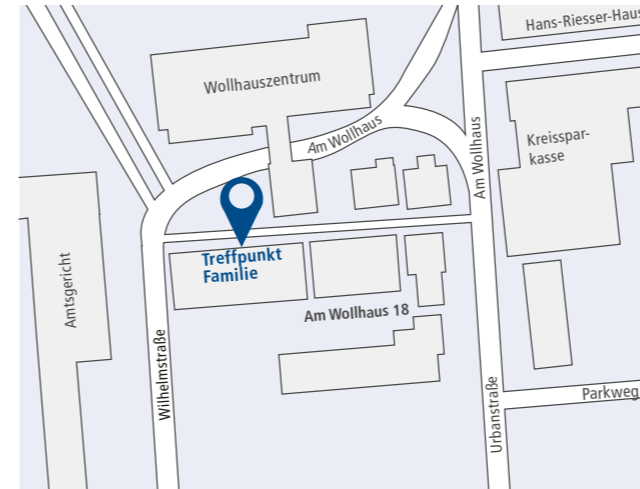 Hans-Riesser-Haus
Wollhauszentrum
Am Wollhaus
Am Wollhaus
Kreisspar-
kasse
Treffpunkt
Familie
Amtsgericht
Am Wollhaus 18
Wilhelmstraße
Urbanstraße
Parkweg